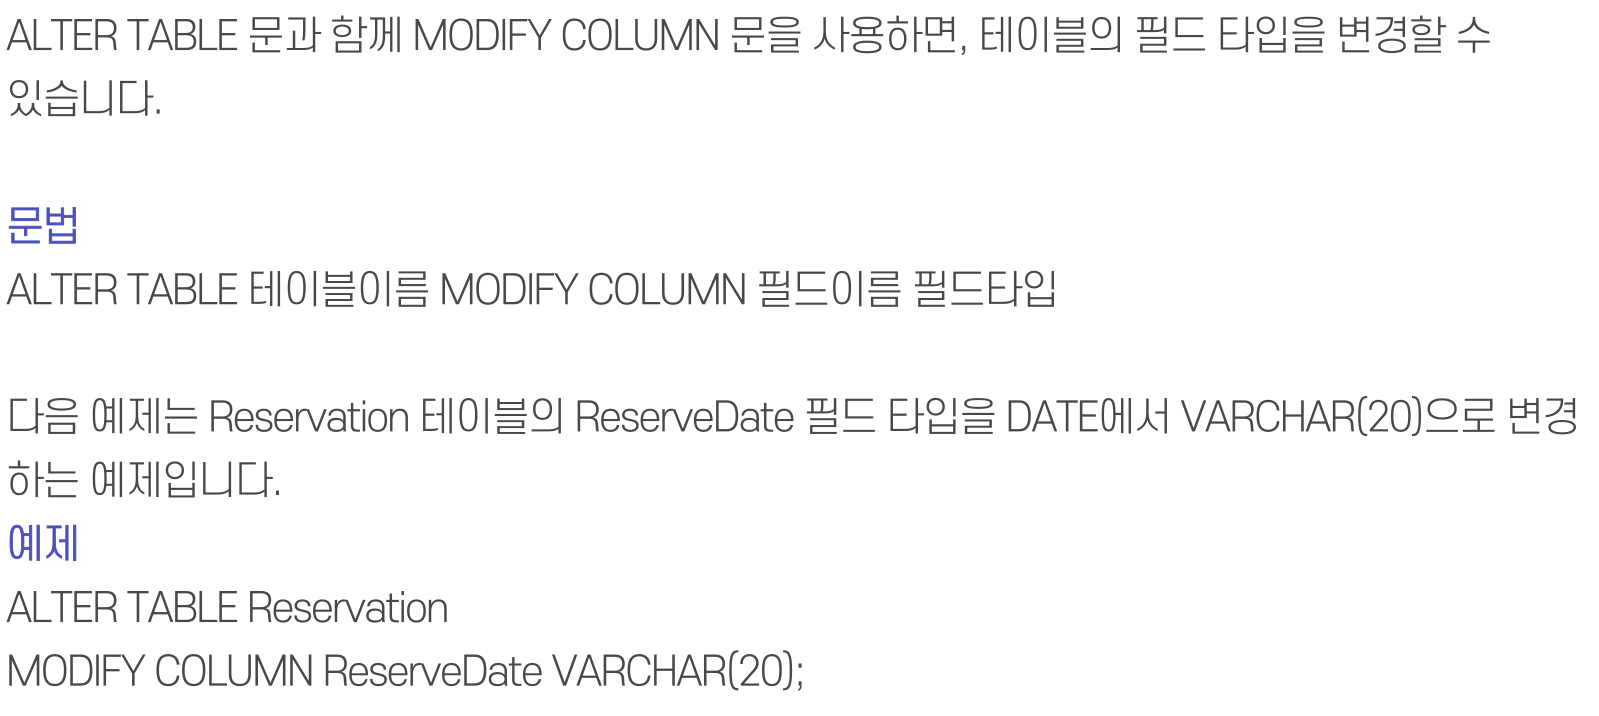 ALTER TABLE 문과 함께 MODIFY COLUMN 문을 사용하면, 테이블의 필드 타입을 변경할 수
있습니다.
문법
ALTER TABLE 테이블이름 MODIFY COLUMN 필드이름 필드타입
다음 예제는 Reservation 테이블의 ReserveDate 필드 타입을 DATE에서 VARCHAR(20)으로 변경
하는 예제입니다.
예제
ALTER TABLE Reservation
MODIFY COLUMN ReserveDate VARCHAR(20);